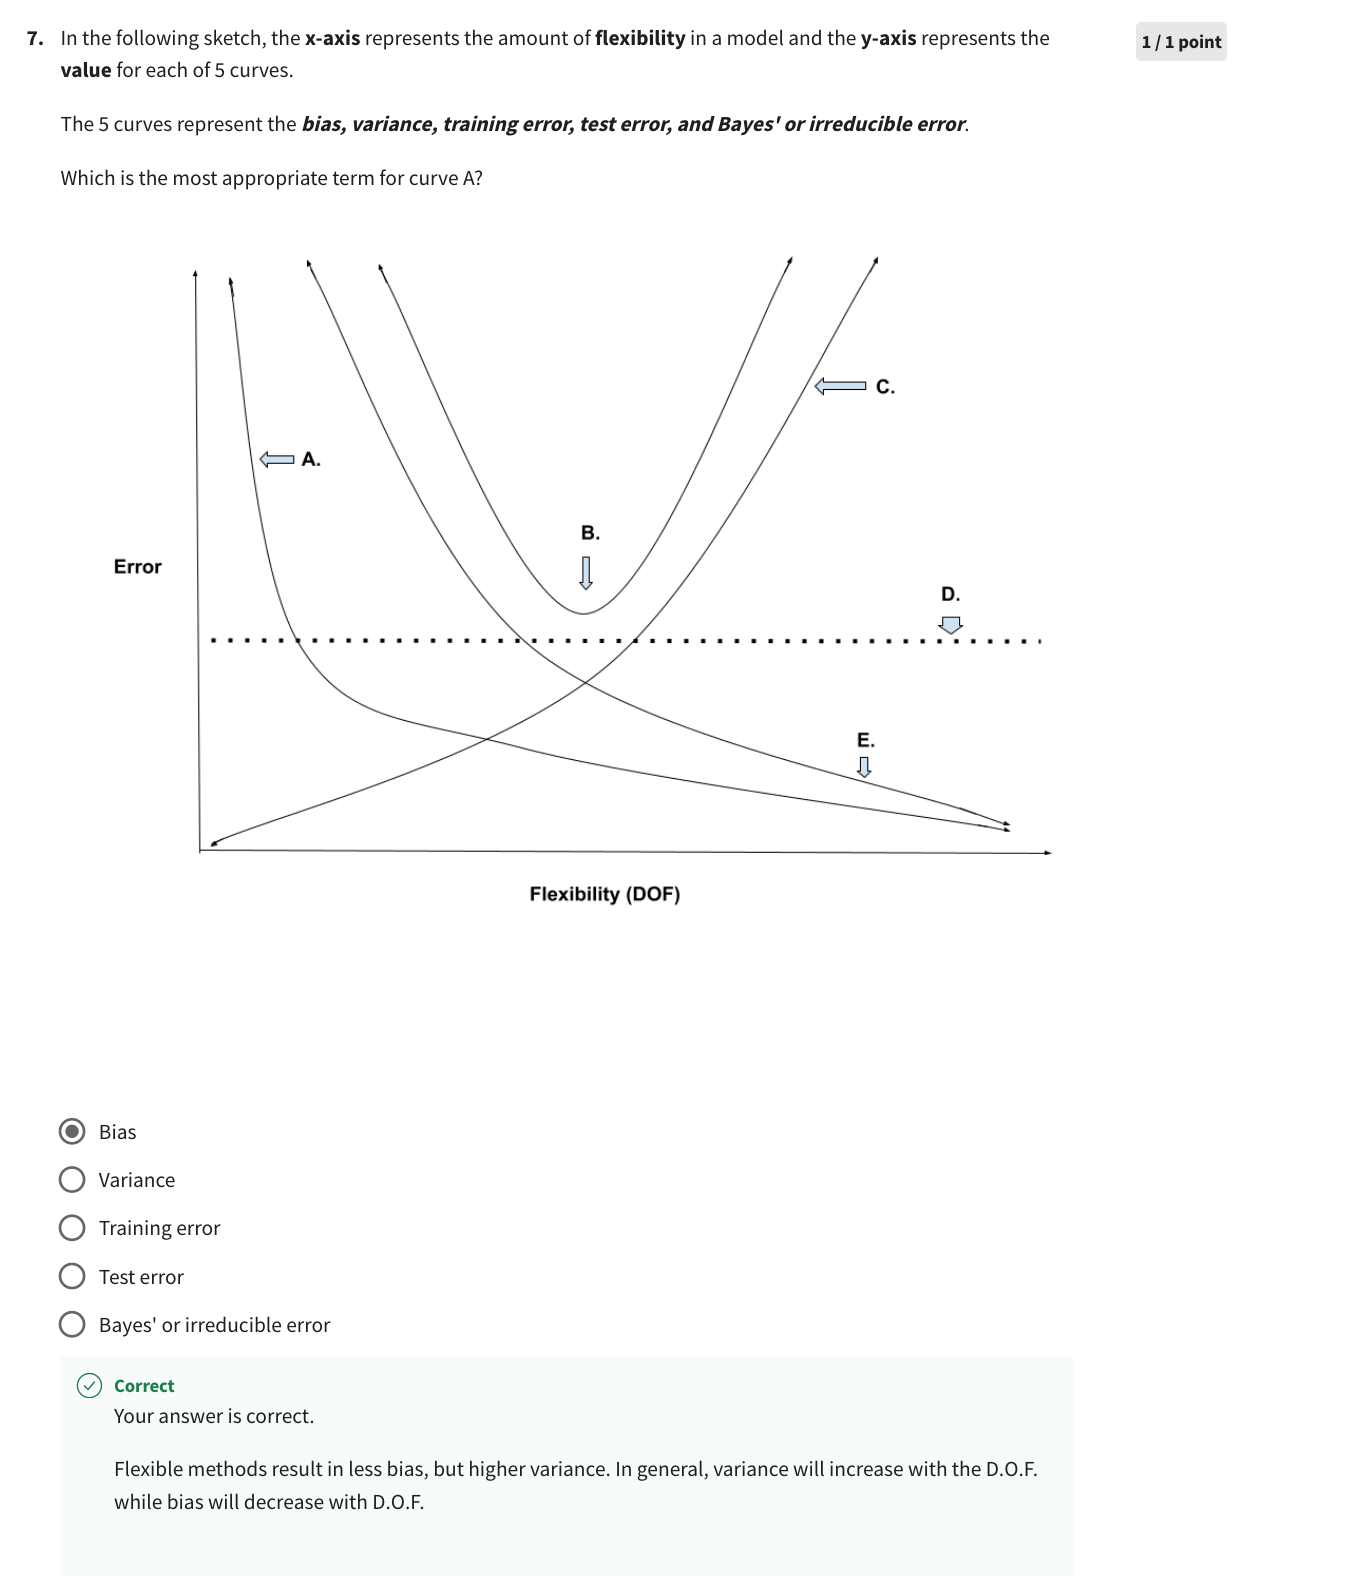 7. In the following sketch, the x-axis represents the amount of flexibility in a model and the y-axis represents the
1 / 1 point
value for each of 5 curves.
The 5 curves represent the bias, variance, training error, test error, and Bayes' or irreducible error.
Which is the most appropriate term for curve A?
C.
A.
B.
Error
D.
E.
Flexibility (DOF)
Bias
Variance
Training error
Test error
Bayes' or irreducible error
Correct
Your answer is correct.
Flexible methods result in less bias, but higher variance. In general, variance will increase with the D.O.F.
while bias will decrease with D.O.F.